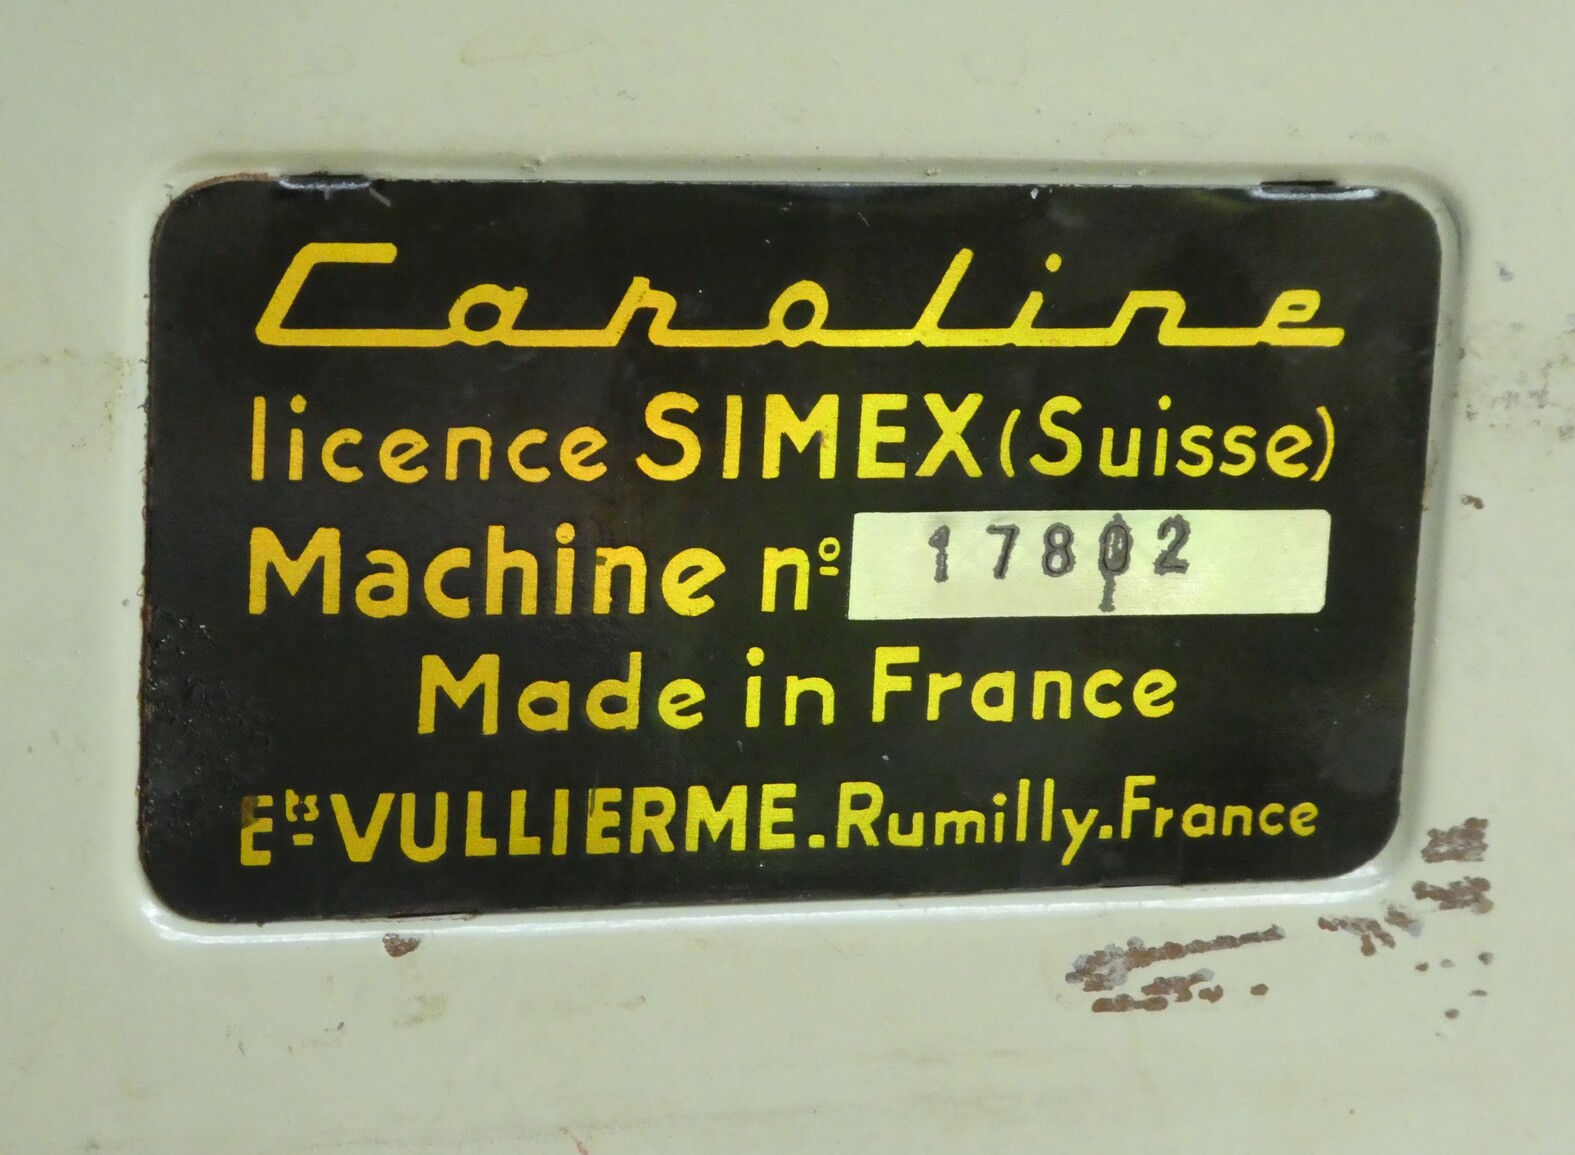 Caroline
licence SIMEX (Suisse)
Machine nº 17802
Made in France
Ets VULLIERME. Rumilly. France